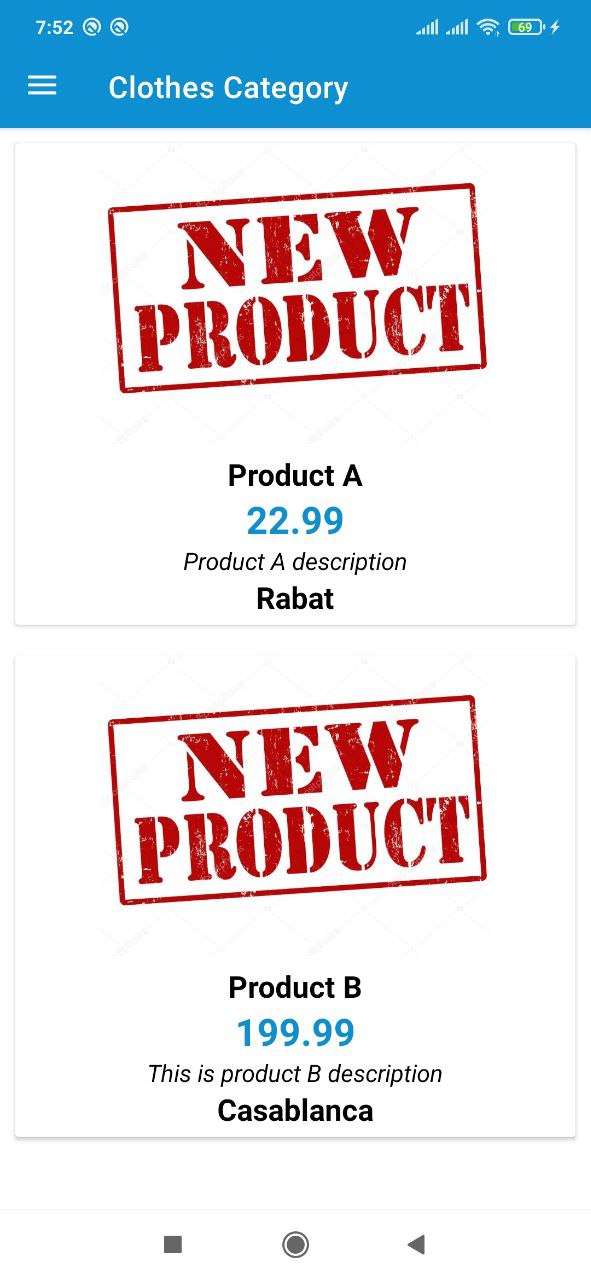 7:52
69
Clothes Category
NEW
PRODUCT
Product A
22.99
Product A description
Rabat
NEW
PRODUCT
Product B
199.99
This is product B description
Casablanca